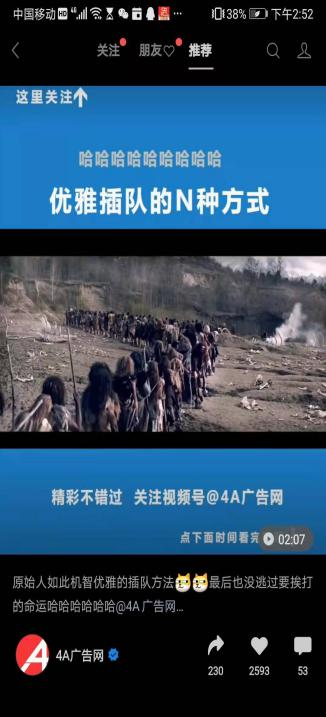 中国移动 HD 46 38% 下午2:52
关注 朋友♡ 推荐
这里关注↑
哈哈哈哈哈哈哈哈哈
优雅插队的N种方式
精彩不错过 关注视频号@4A广告网
点下面时间看完 02:07
原始人如此机智优雅的插队方法🐱🐱最后也没逃过要挨打
的命运哈哈哈哈哈哈@4A 广告网...
4A广告网
230 2593 53